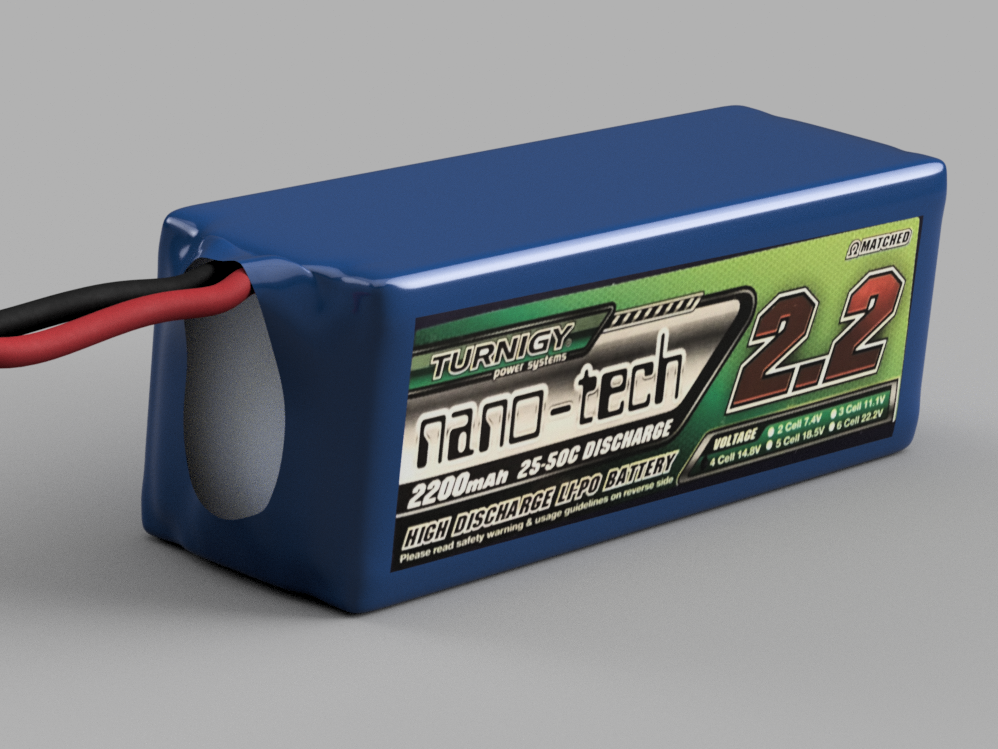 MATCHED
2.2
TURNIGY
power systems
nano-tech
2200mAh 25-50C DISCHARGE
HIGH DISCHARGE LI-PO BATTERY
Please read safety warning & usage guidelines on reverse side
VOLTAGE 2 Cell 7.4V 3 Cell 11.1V
4 Cell 14.8V 5 Cell 18.5V 6 Cell 22.2V